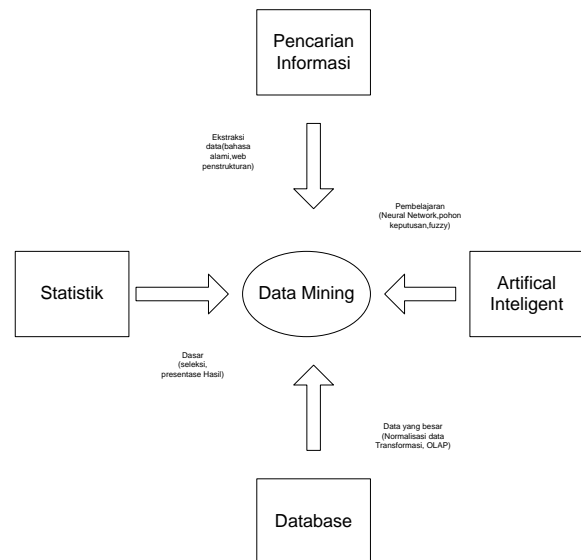 Pencarian
Informasi
Ekstraksi
data(bahasa
alami,web
penstrukturan)
Pembelajaran
(Neural Network,pohon
keputusan,fuzzy)
Statistik
Data Mining
Artifical
Inteligent
Dasar
(seleksi,
presentase Hasil)
Data yang besar
(Normalisasi data
Transformasi, OLAP)
Database